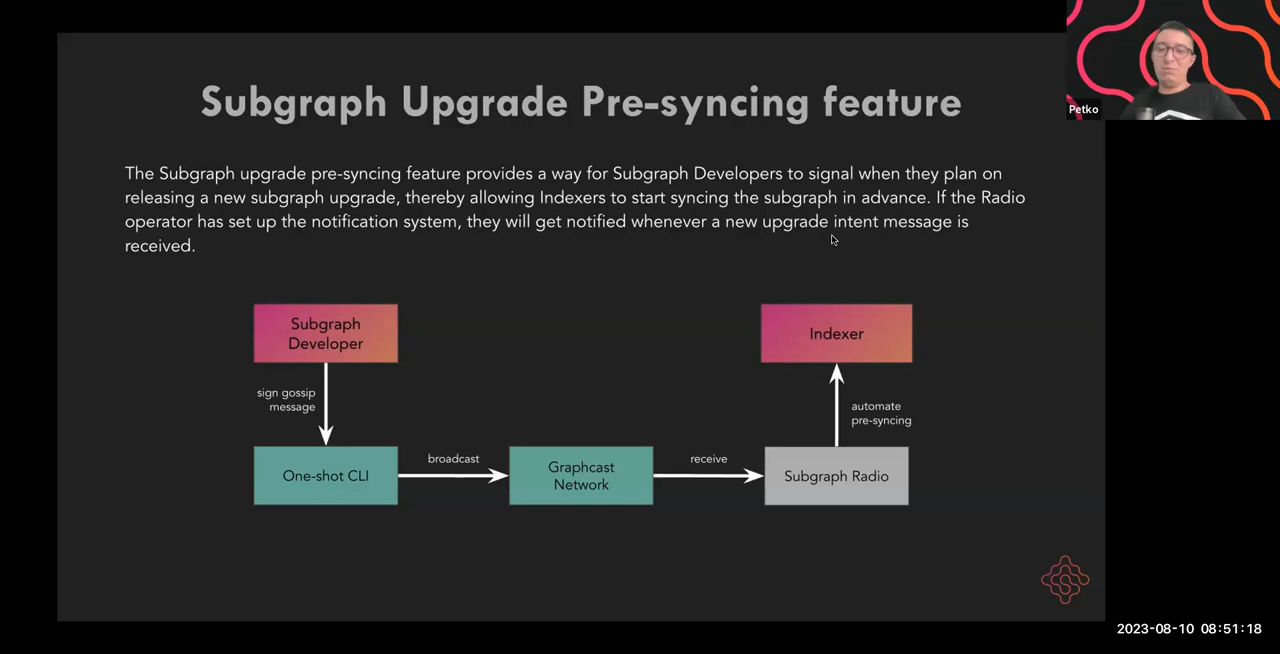 Petko
Subgraph Upgrade Pre-syncing feature
The Subgraph upgrade pre-syncing feature provides a way for Subgraph Developers to signal when they plan on
releasing a new subgraph upgrade, thereby allowing Indexers to start syncing the subgraph in advance. If the Radio
operator has set up the notification system, they will get notified whenever a new upgrade intent message is
received.
Subgraph
Developer
Indexer
sign gossip
message
automate
pre-syncing
One-shot CLI
broadcast
Graphcast
Network
receive
Subgraph Radio
2023-08-10 08:51:18